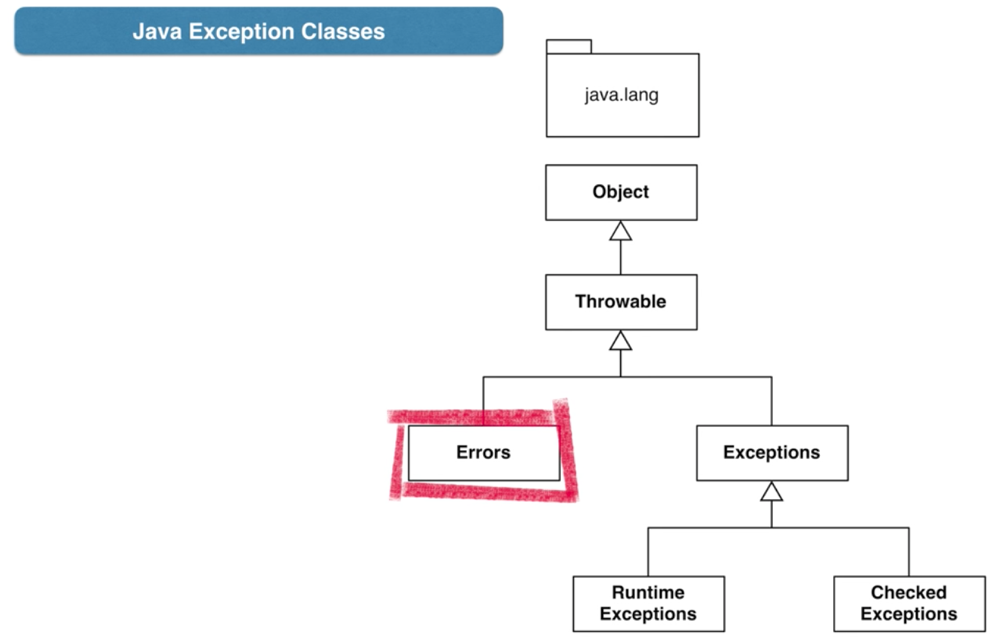 Java Exception Classes
java.lang
Object
Throwable
Errors
Exceptions
Runtime
Exceptions
Checked
Exceptions